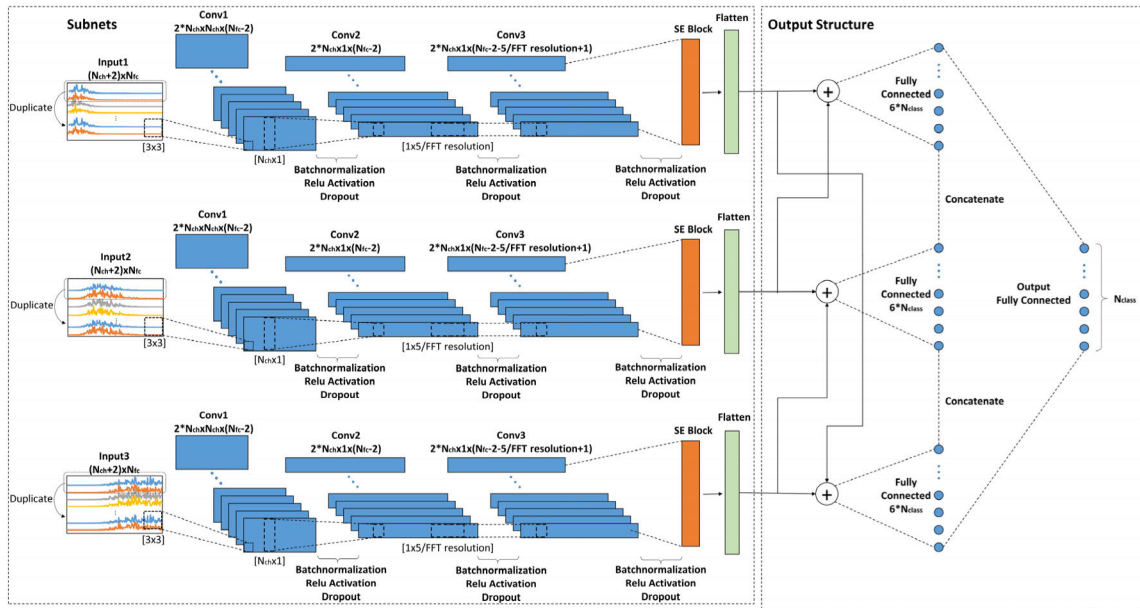 Subnets
Conv1
2*NchxNchx(Nfc-2)
Conv2
2*Nchx1x(Nfc-2)
Conv3
2*Nchx1x(Nfc-2-5/FFT resolution+1)
SE Block
Flatten
Input1
(Nch+2)xNfc
Duplicate
[3x3]
[Nchx1]
[1x5/FFT resolution]
Batchnormalization
Relu Activation
Dropout
Batchnormalization
Relu Activation
Dropout
Batchnormalization
Relu Activation
Dropout
Conv1
2*NchxNchx(Nfc-2)
Conv2
2*Nchx1x(Nfc-2)
Conv3
2*Nchx1x(Nfc-2-5/FFT resolution+1)
SE Block
Flatten
Input2
(Nch+2)xNfc
Duplicate
[3x3]
[Nchx1]
[1x5/FFT resolution]
Batchnormalization
Relu Activation
Dropout
Batchnormalization
Relu Activation
Dropout
Batchnormalization
Relu Activation
Dropout
Conv1
2*NchxNchx(Nfc-2)
Conv2
2*Nchx1x(Nfc-2)
Conv3
2*Nchx1x(Nfc-2-5/FFT resolution+1)
SE Block
Flatten
Input3
(Nch+2)xNfc
Duplicate
[3x3]
[Nchx1]
[1x5/FFT resolution]
Batchnormalization
Relu Activation
Dropout
Batchnormalization
Relu Activation
Dropout
Batchnormalization
Relu Activation
Dropout
Output Structure
+
Fully
Connected
6*Nclass
Concatenate
+
Fully
Connected
6*Nclass
Output
Fully Connected
Nclass
Concatenate
+
Fully
Connected
6*Nclass